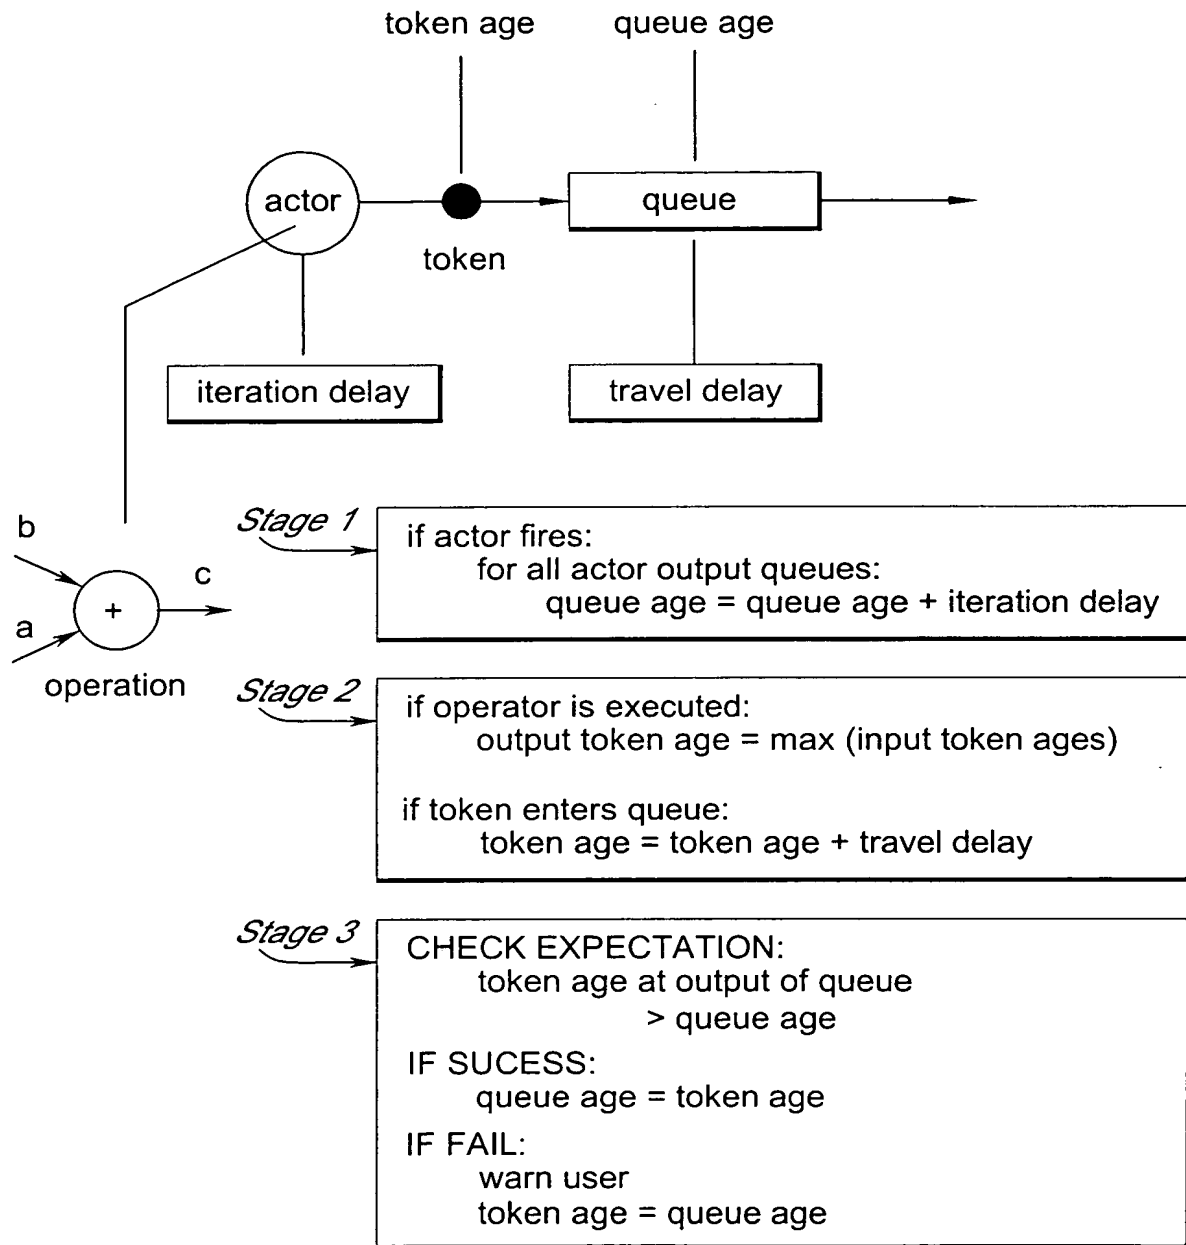 token age
queue age
actor
queue
token
iteration delay
travel delay
b
c
+
a
operation
Stage 1
if actor fires:
for all actor output queues:
queue age = queue age + iteration delay
Stage 2
if operator is executed:
output token age = max (input token ages)
if token enters queue:
token age = token age + travel delay
Stage 3
CHECK EXPECTATION:
token age at output of queue
> queue age
IF SUCESS:
queue age = token age
IF FAIL:
warn user
token age = queue age